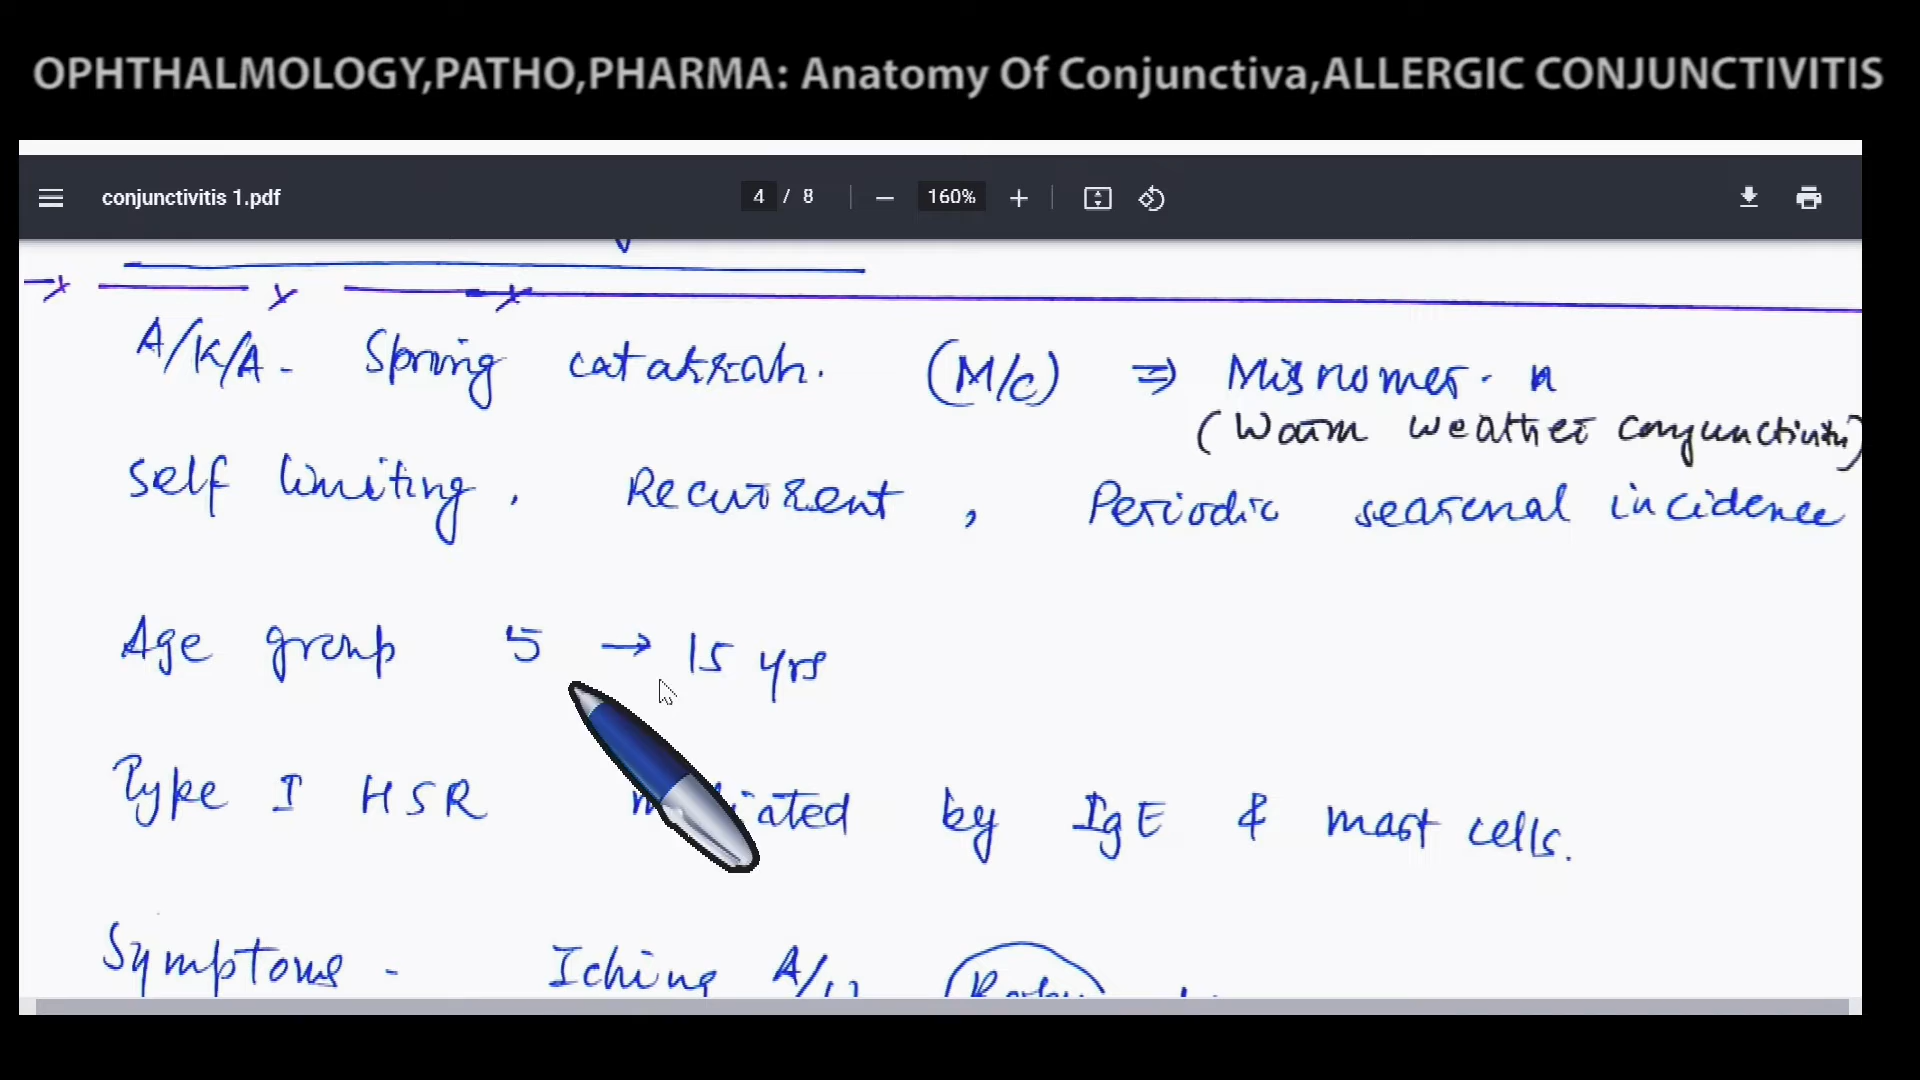 OPHTHALMOLOGY,PATHO,PHARMA: Anatomy Of Conjunctiva,ALLERGIC CONJUNCTIVITIS
conjunctivitis 1.pdf 4 / 8 160%
A/K/A - Spring catarrah. (M/c) ⇒ Misnomer.
(Warm weather conjunctivitis)
Self limiting, Recurrent, Periodic seasonal incidence
Age group 5 → 15 yrs
Type I HSR mediated by IgE & mast cells.
Symptoms - Iching